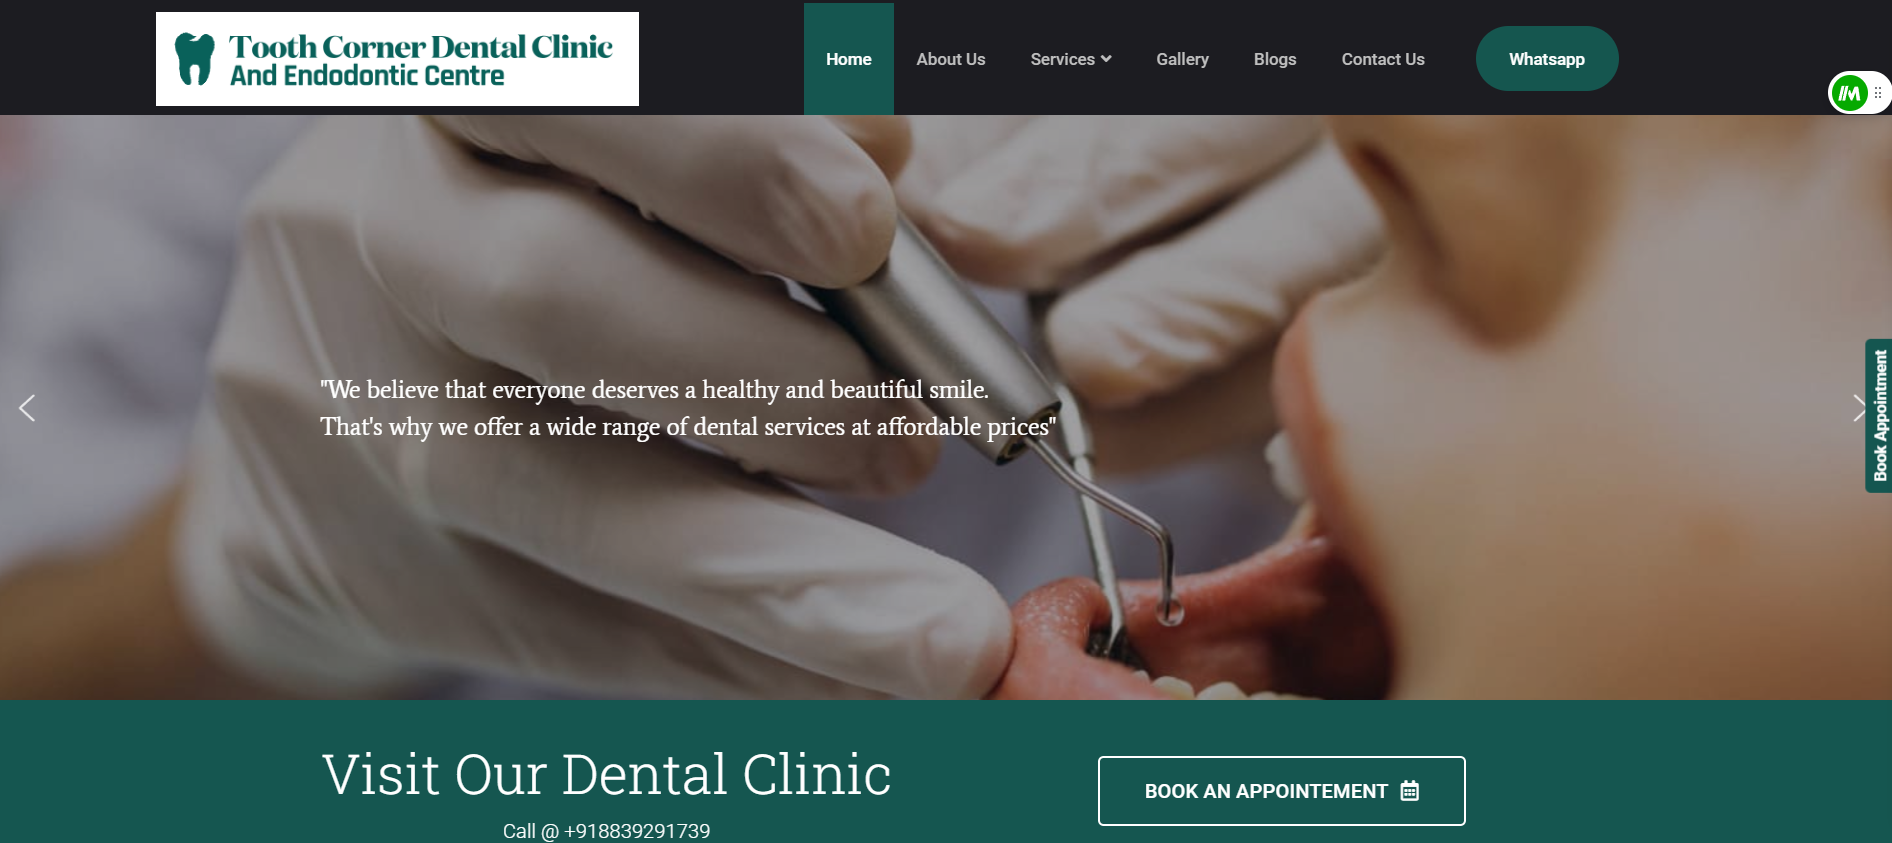 Tooth Corner Dental Clinic
And Endodontic Centre
Home
About Us
Services
Gallery
Blogs
Contact Us
Whatsapp
"We believe that everyone deserves a healthy and beautiful smile.
That's why we offer a wide range of dental services at affordable prices"
Book Appointment
Visit Our Dental Clinic
Call @ +918839291739
BOOK AN APPOINTEMENT